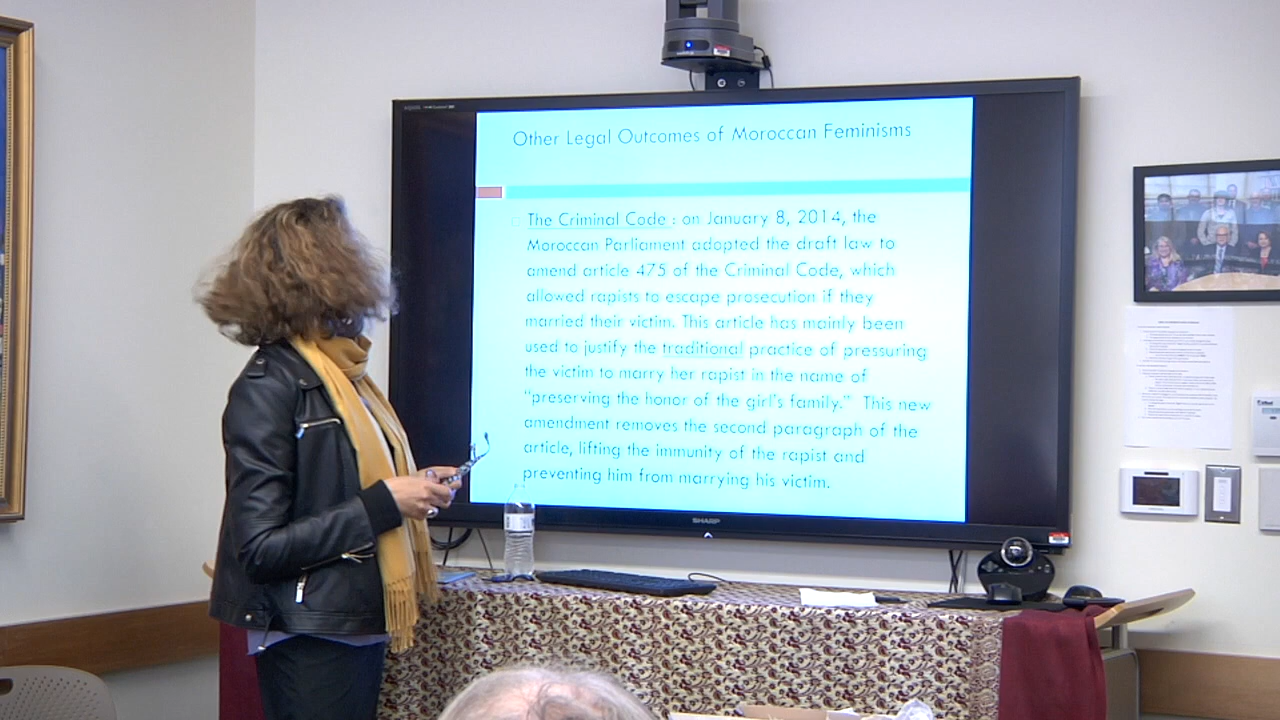 Other Legal Outcomes of Moroccan Feminisms
The Criminal Code : on January 8, 2014, the
Moroccan Parliament adopted the draft law to
amend article 475 of the Criminal Code, which
allowed rapists to escape prosecution if they
married their victim. This article has mainly been
used to justify the traditional practice of pressuring
the victim to marry her rapist in the name of
“preserving the honor of the girl's family.” The new
amendment removes the second paragraph of the
article, lifting the immunity of the rapist and
preventing him from marrying his victim.
SHARP